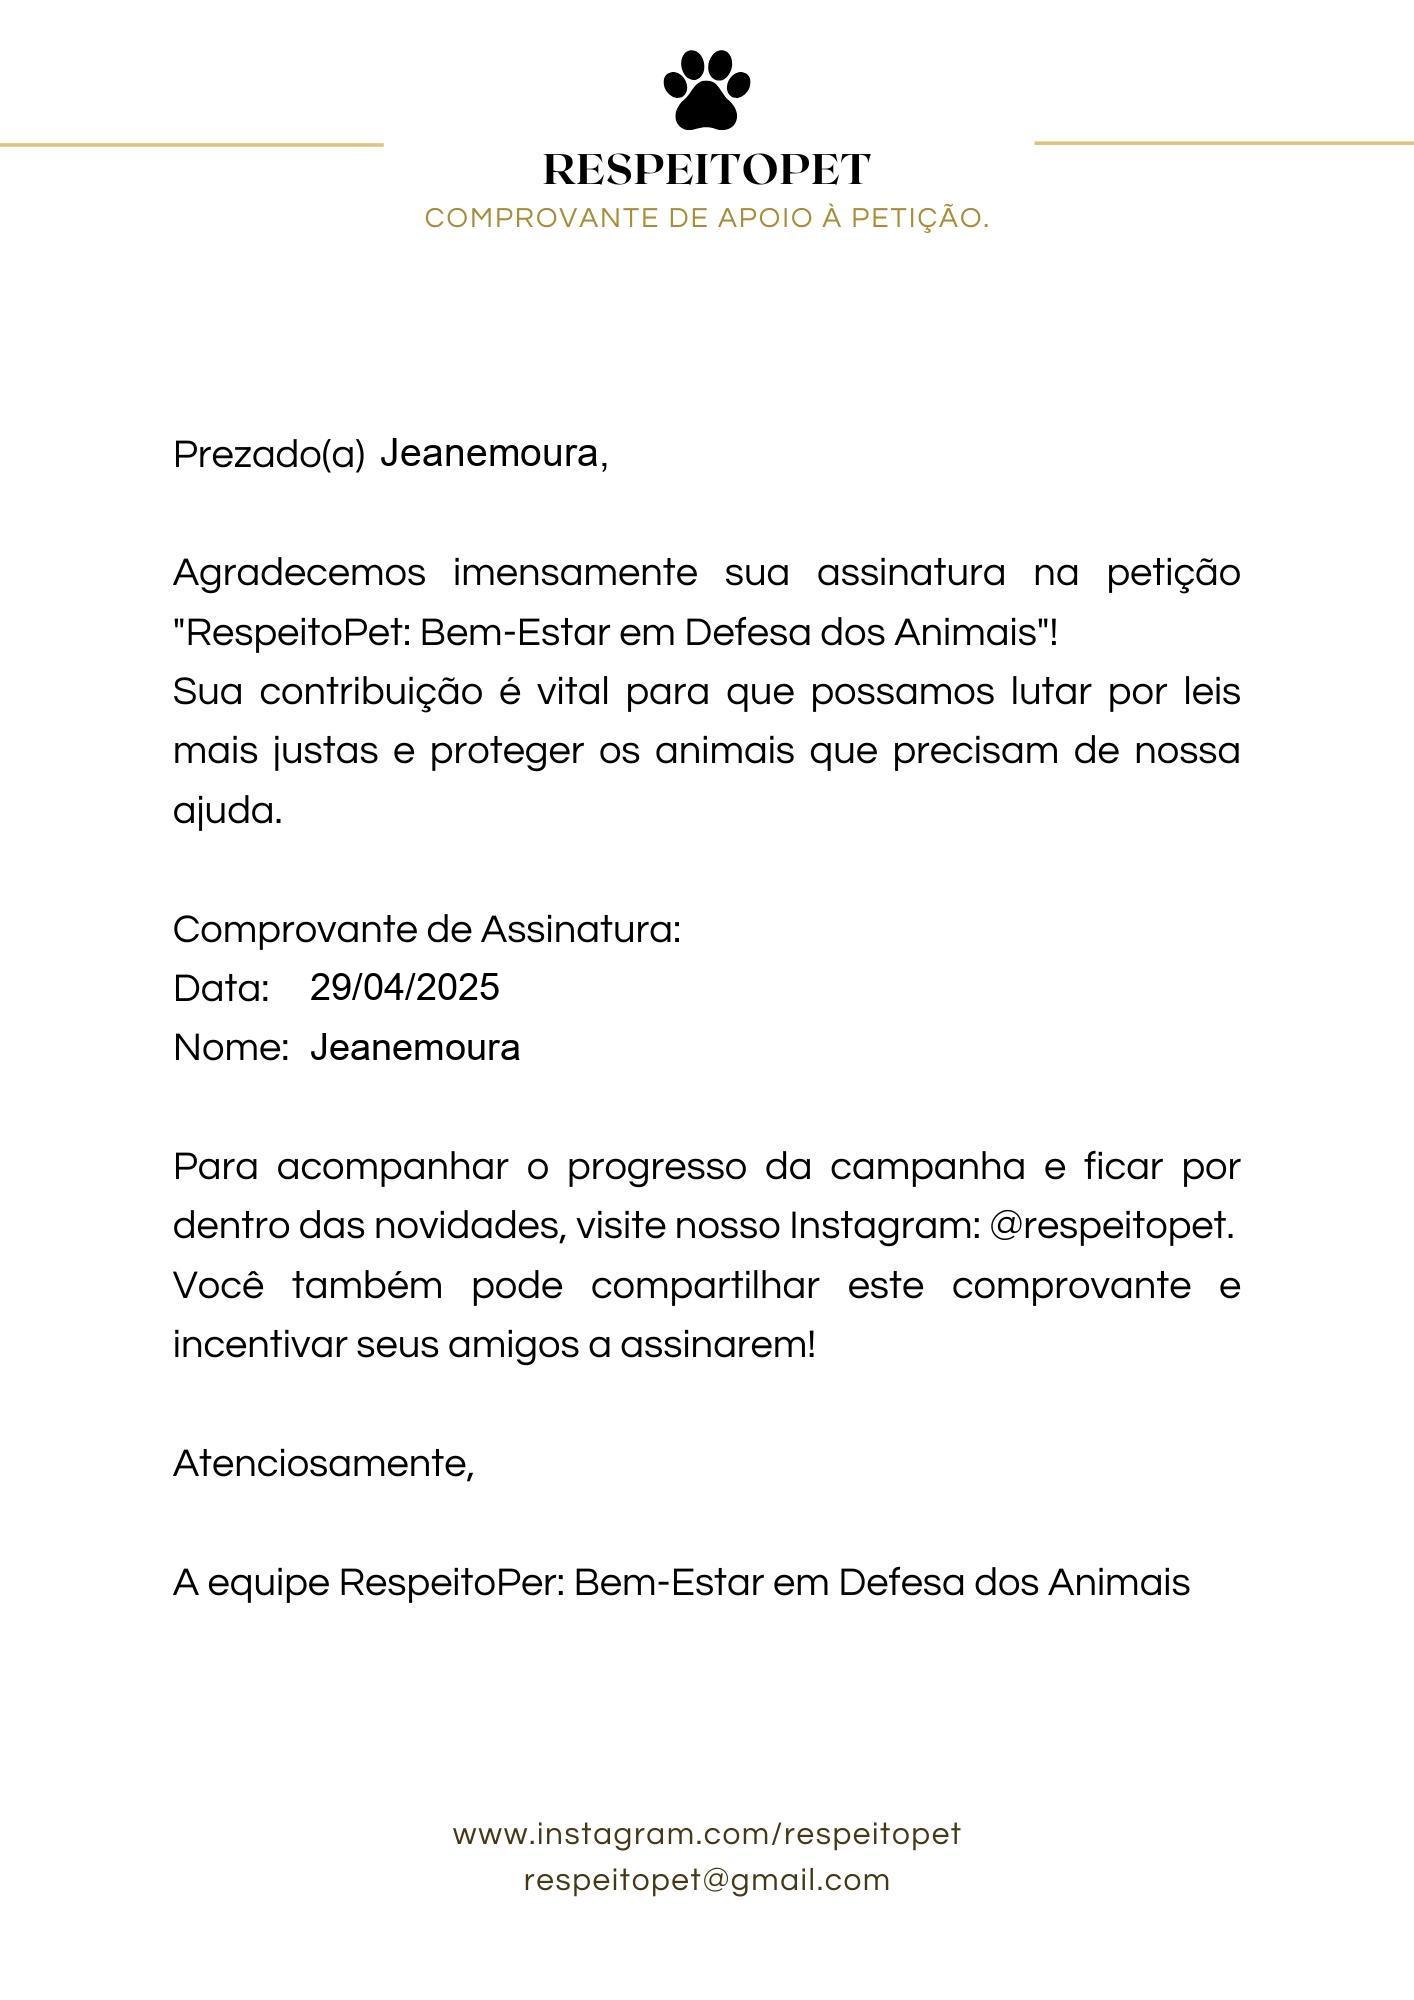 RESPEITOPET
COMPROVANTE DE APOIO À PETIÇÃO.
Prezado(a) Jeanemoura,
Agradecemos imensamente sua assinatura na petição
"RespeitoPet: Bem-Estar em Defesa dos Animais"!
Sua contribuição é vital para que possamos lutar por leis
mais justas e proteger os animais que precisam de nossa
ajuda.
Comprovante de Assinatura:
Data: 29/04/2025
Nome: Jeanemoura
Para acompanhar o progresso da campanha e ficar por
dentro das novidades, visite nosso Instagram: @respeitopet.
Você também pode compartilhar este comprovante e
incentivar seus amigos a assinarem!
Atenciosamente,
A equipe RespeitoPer: Bem-Estar em Defesa dos Animais
www.instagram.com/respeitopet
respeitopet@gmail.com